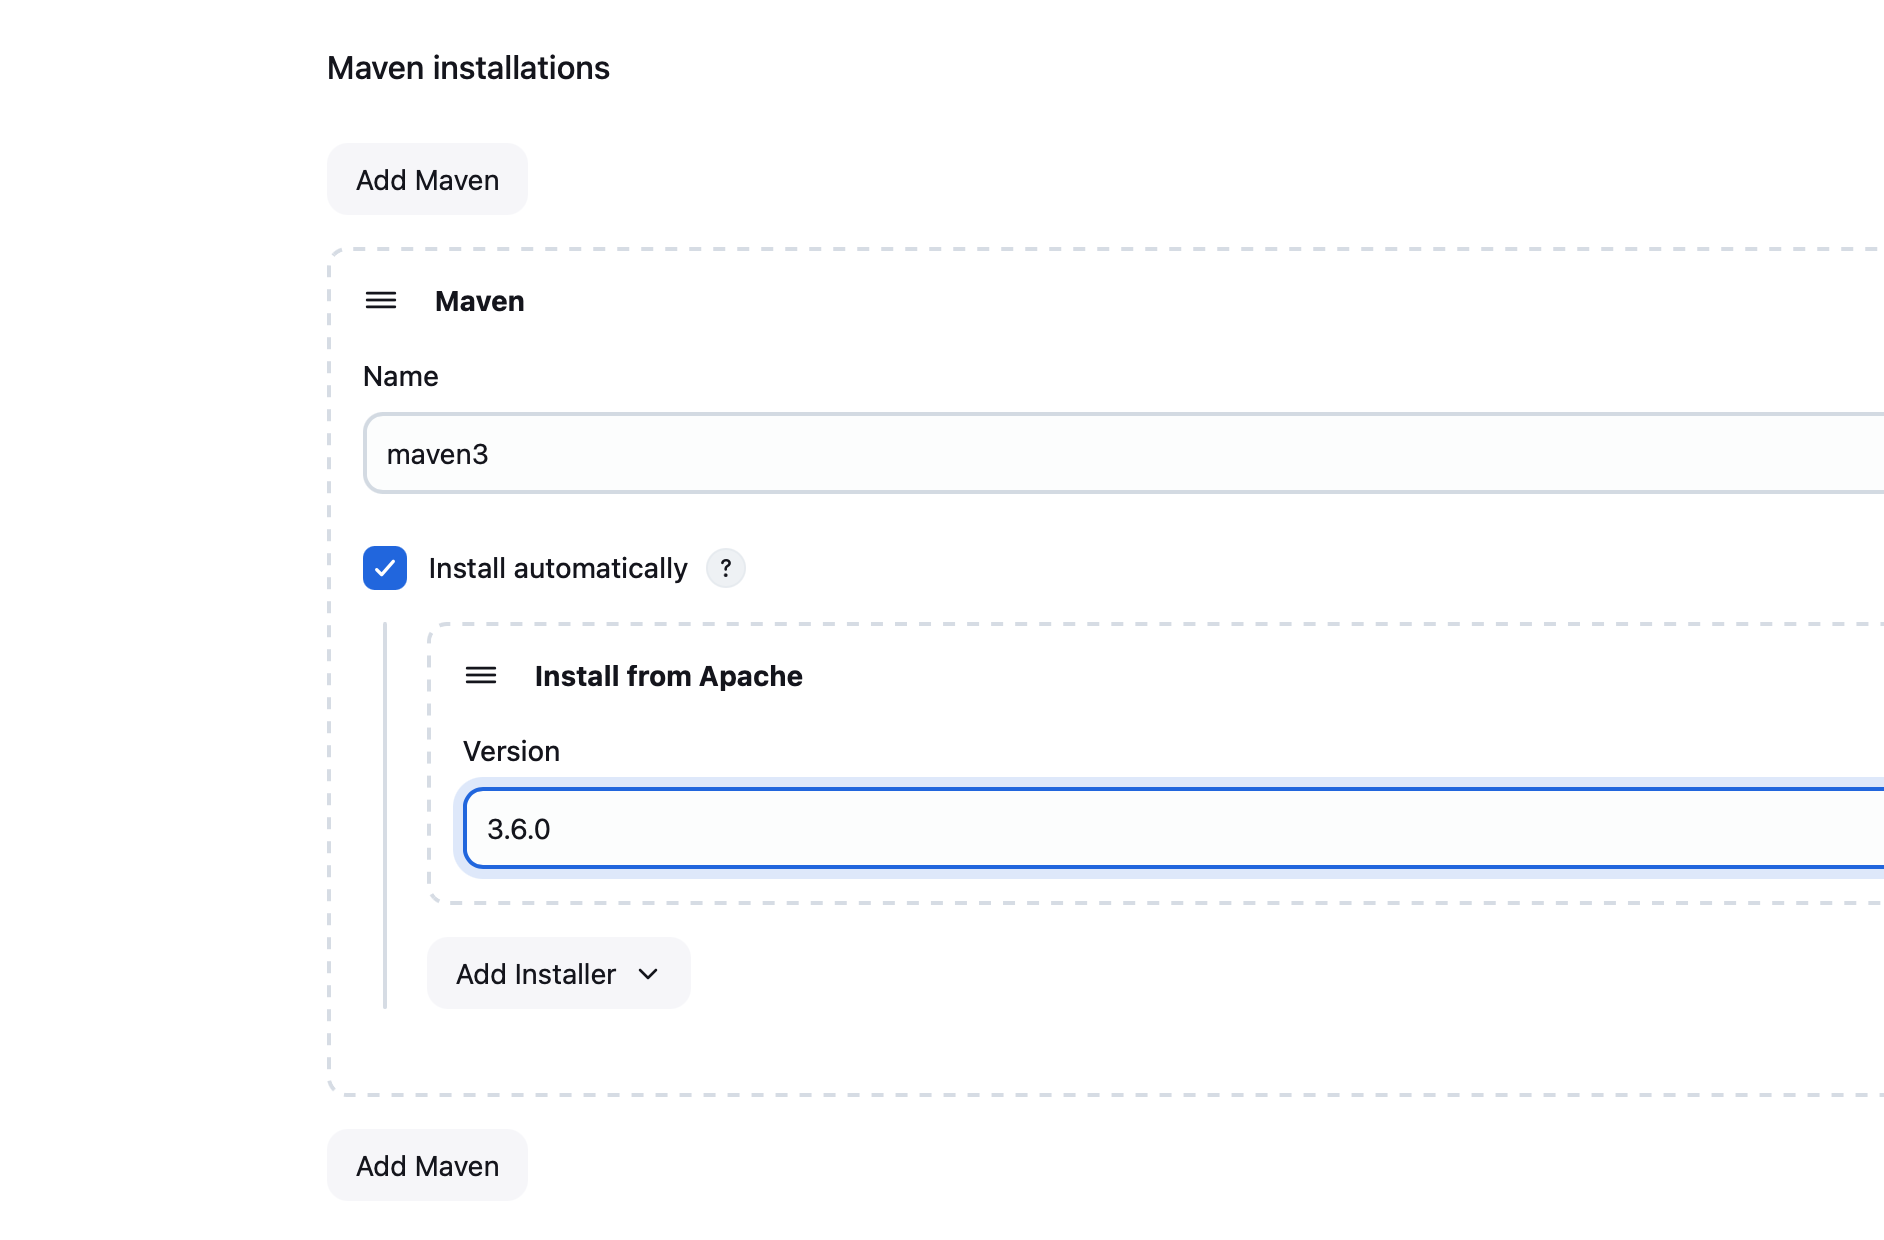 Maven installations
Add Maven
Maven
Name
maven3
Install automatically ?
Install from Apache
Version
3.6.0
Add Installer
Add Maven